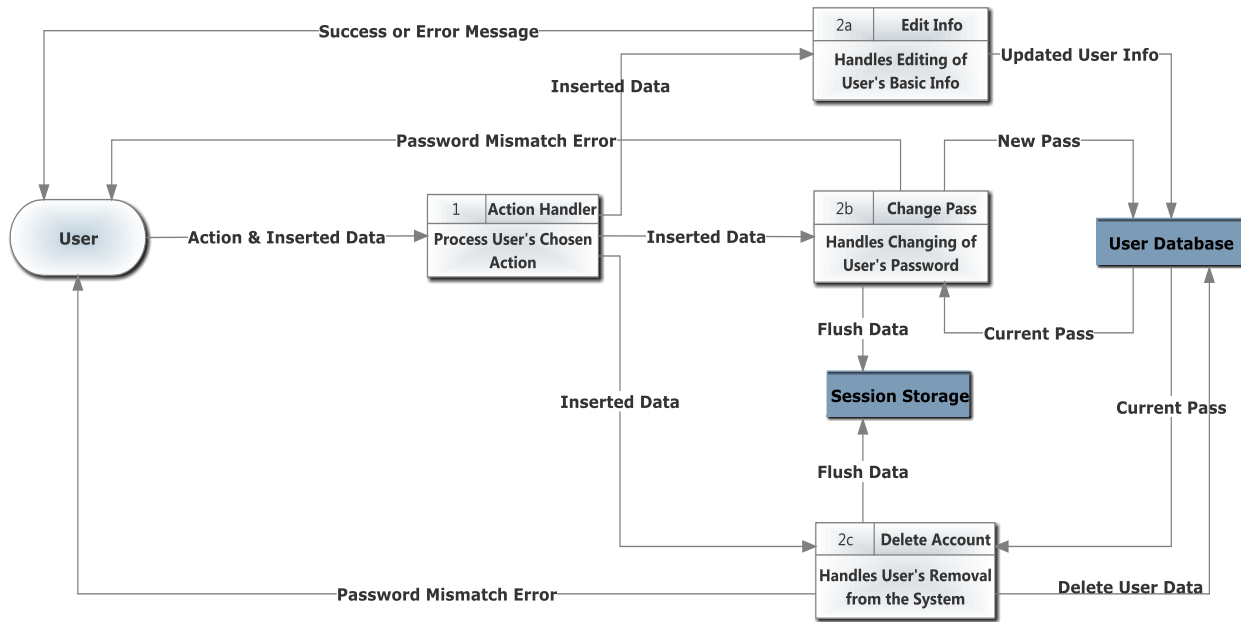 Success or Error Message
2a
Edit Info
Handles Editing of
User's Basic Info
Updated User Info
Inserted Data
Password Mismatch Error
New Pass
1
Action Handler
Process User's Chosen
Action
2b
Change Pass
Handles Changing of
User's Password
User
Action & Inserted Data
Inserted Data
User Database
Flush Data
Current Pass
Session Storage
Inserted Data
Current Pass
Flush Data
2c
Delete Account
Handles User's Removal
from the System
Password Mismatch Error
Delete User Data